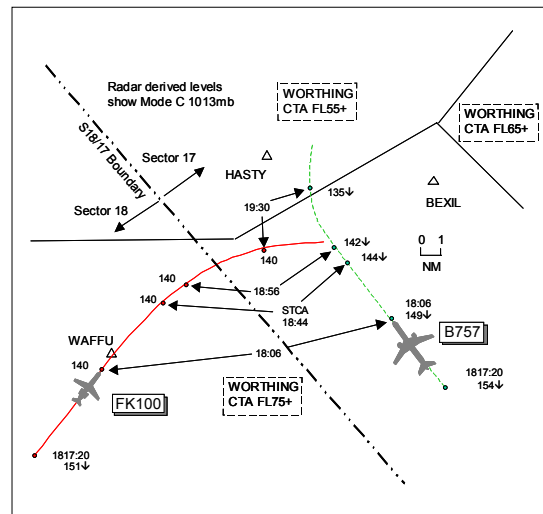 Radar derived levels
show Mode C 1013mb
WORTHING
CTA FL55+
WORTHING
CTA FL65+
S18/17 Boundary
Sector 17
Sector 18
HASTY
BEXIL
19:30
135↓
0 1
NM
142↓
144↓
140
140
140
18:56
STCA
18:44
18:06
149↓
B757
WAFFU
140
18:06
FK100
WORTHING
CTA FL75+
1817:20
154↓
1817:20
151↓